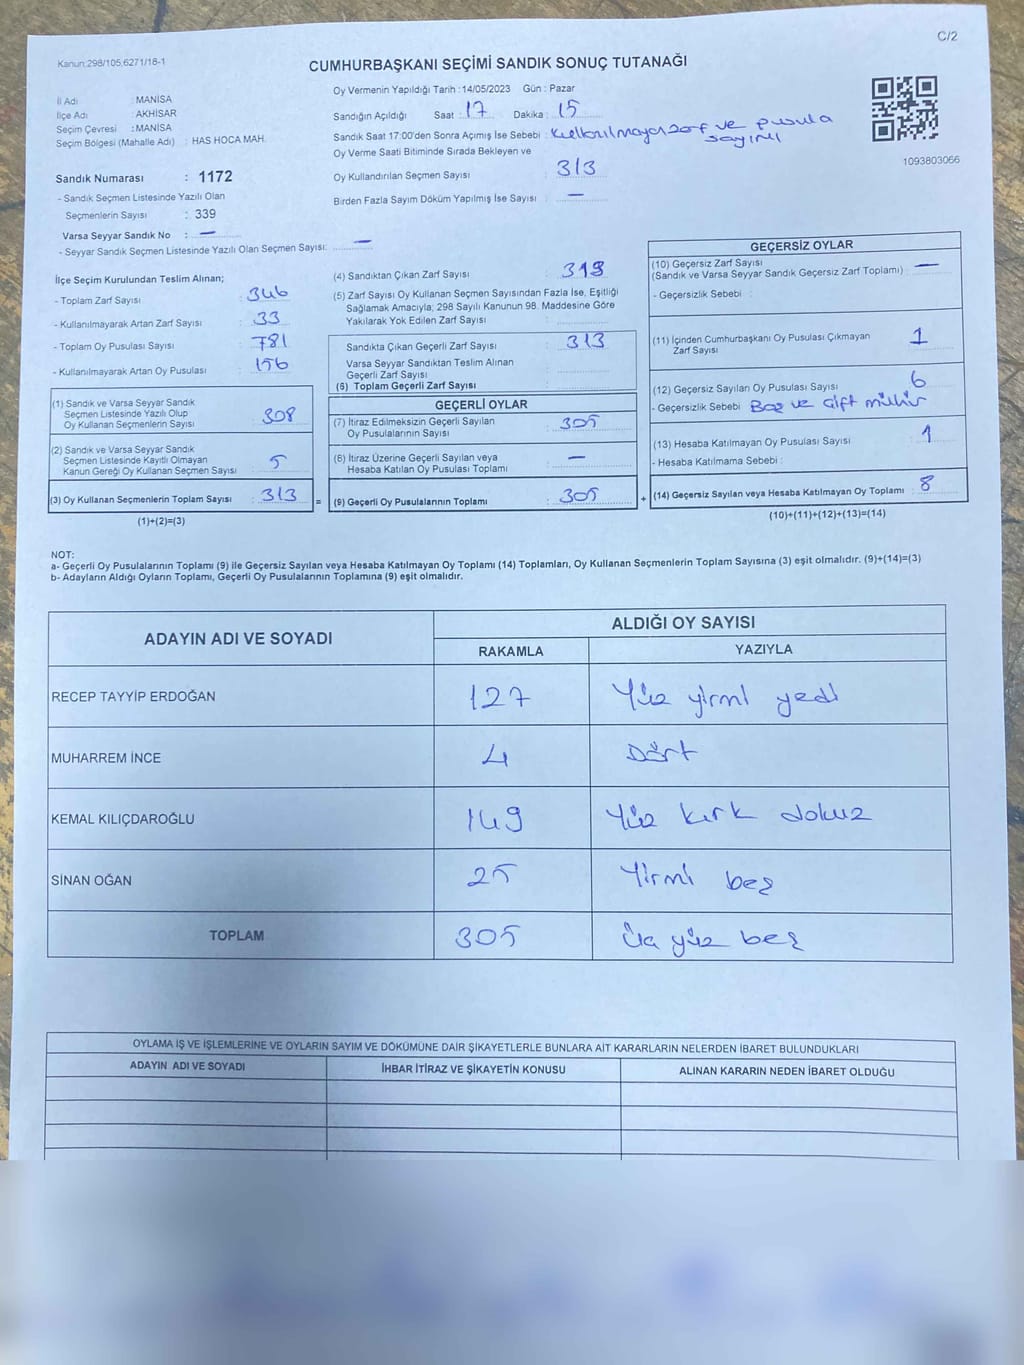 C/2
Kanun:298/105,6271/18-1
CUMHURBAŞKANI SEÇİMİ SANDIK SONUÇ TUTANAĞI
İl Adı : MANİSA
İlçe Adı : AKHİSAR
Seçim Çevresi : MANİSA
Seçim Bölgesi (Mahalle Adı) : HAS HOCA MAH.
Sandık Numarası : 1172
- Sandık Seçmen Listesinde Yazılı Olan
Seçmenlerin Sayısı : 339
Varsa Seyyar Sandık No : —
- Seyyar Sandık Seçmen Listesinde Yazılı Olan Seçmen Sayısı: —
Oy Vermenin Yapıldığı Tarih : 14/05/2023 Gün : Pazar
Sandığın Açıldığı Saat : 17 Dakika : 15
Sandık Saat 17:00'den Sonra Açımış İse Sebebi : ve pusula
sayımı
Oy Verme Saati Bitiminde Sırada Bekleyen ve
Oy Kullandırılan Seçmen Sayısı : 313
Birden Fazla Sayım Döküm Yapılmış İse Sayısı : —
1093803066
İlçe Seçim Kurulundan Teslim Alınan;
- Toplam Zarf Sayısı : 346
- Kullanılmayarak Artan Zarf Sayısı : 33
- Toplam Oy Pusulası Sayısı : 781
- Kullanılmayarak Artan Oy Pusulası : 156
(1) Sandık ve Varsa Seyyar Sandık
Seçmen Listesinde Yazılı Olup
Oy Kullanan Seçmenlerin Sayısı : 308
(2) Sandık ve Varsa Seyyar Sandık
Seçmen Listesinde Kayıtlı Olmayan
Kanun Gereği Oy Kullanan Seçmen Sayısı : 5
(3) Oy Kullanan Seçmenlerin Toplam Sayısı : 313 =
(1)+(2)=(3)
(4) Sandıktan Çıkan Zarf Sayısı : 313
(5) Zarf Sayısı Oy Kullanan Seçmen Sayısından Fazla İse, Eşitliği
Sağlamak Amacıyla; 298 Sayılı Kanunun 98. Maddesine Göre
Yakılarak Yok Edilen Zarf Sayısı :
Sandıkta Çıkan Geçerli Zarf Sayısı : 313
Varsa Seyyar Sandıktan Teslim Alınan
Geçerli Zarf Sayısı :
(6) Toplam Geçerli Zarf Sayısı :
GEÇERLİ OYLAR
(7) İtiraz Edilmeksizin Geçerli Sayılan
Oy Pusulalarının Sayısı : 305
(8) İtiraz Üzerine Geçerli Sayılan veya
Hesaba Katılan Oy Pusulası Toplamı : —
(9) Geçerli Oy Pusulalarının Toplamı : 305 +
GEÇERSİZ OYLAR
(10) Geçersiz Zarf Sayısı
(Sandık ve Varsa Seyyar Sandık Geçersiz Zarf Toplamı) : —
- Geçersizlik Sebebi :
(11) İçinden Cumhurbaşkanı Oy Pusulası Çıkmayan
Zarf Sayısı : 1
(12) Geçersiz Sayılan Oy Pusulası Sayısı : 6
- Geçersizlik Sebebi : Boş ve Çift mühür
(13) Hesaba Katılmayan Oy Pusulası Sayısı : 1
- Hesaba Katılmama Sebebi :
(14) Geçersiz Sayılan veya Hesaba Katılmayan Oy Toplamı : 8
(10)+(11)+(12)+(13)=(14)
NOT:
a- Geçerli Oy Pusulalarının Toplamı (9) ile Geçersiz Sayılan veya Hesaba Katılmayan Oy Toplamı (14) Toplamları, Oy Kullanan Seçmenlerin Toplam Sayısına (3) eşit olmalıdır. (9)+(14)=(3)
b- Adayların Aldığı Oyların Toplamı, Geçerli Oy Pusulalarının Toplamına (9) eşit olmalıdır.
ADAYIN ADI VE SOYADI ALDIĞI OY SAYISI
RAKAMLA YAZIYLA
RECEP TAYYİP ERDOĞAN 127 Yüz yirmi yedi
MUHARREM İNCE 4 Dört
KEMAL KILIÇDAROĞLU 149 Yüz kırk dokuz
SİNAN OĞAN 25 Yirmi beş
TOPLAM 305 Üç yüz beş
OYLAMA İŞ VE İŞLEMLERİNE VE OYLARIN SAYIM VE DÖKÜMÜNE DAİR ŞİKAYETLERLE BUNLARA AİT KARARLARIN NELERDEN İBARET BULUNDUKLARI
ADAYIN ADI VE SOYADI İHBAR İTİRAZ VE ŞİKAYETİN KONUSU ALINAN KARARIN NEDEN İBARET OLDUĞU